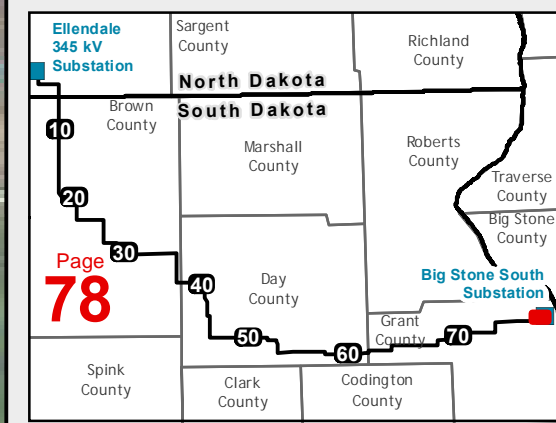 Ellendale
345 kV
Substation
Sargent
County
Richland
County
North Dakota
South Dakota
Brown
County
10
Marshall
County
Roberts
County
Traverse
County
20
Big Stone
County
30
Page
78
40
Day
County
Big Stone South
Substation
Grant
County
50
60
70
Spink
County
Clark
County
Codington
County